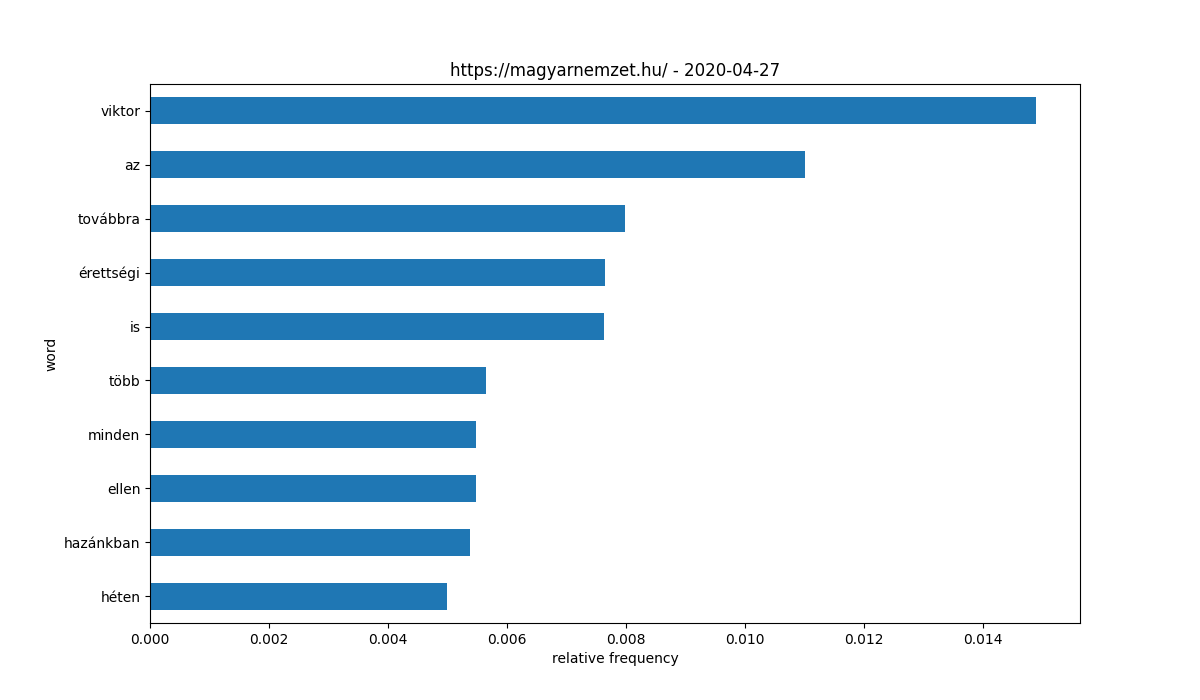 https://magyarnemzet.hu/ - 2020-04-27
viktor
az
továbbra
érettségi
is
több
minden
ellen
hazánkban
héten
word
0.000 0.002 0.004 0.006 0.008 0.010 0.012 0.014
relative frequency